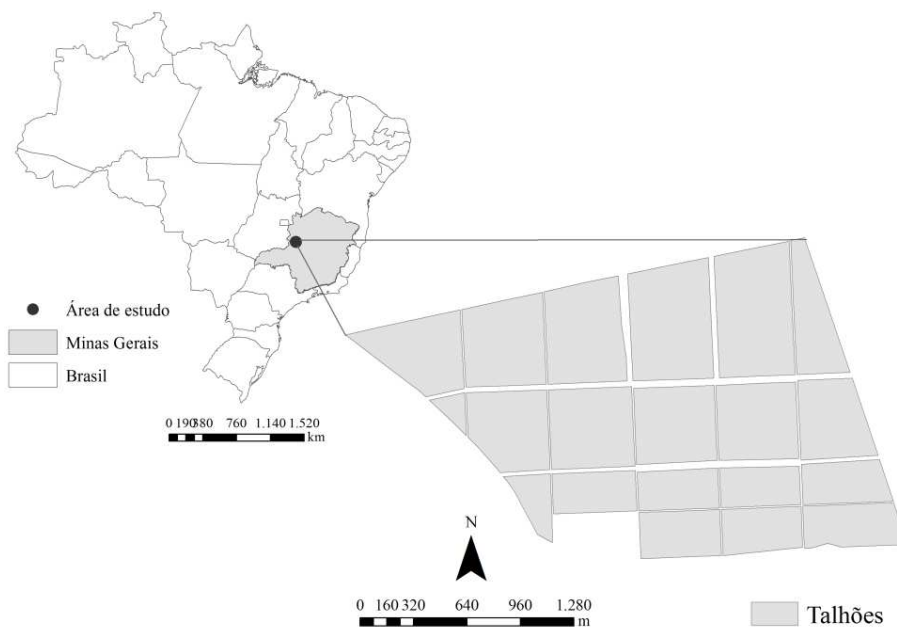 Área de estudo
Minas Gerais
Brasil
0 190 380 760 1.140 1.520
km
N
0 160 320 640 960 1.280
m
Talhões